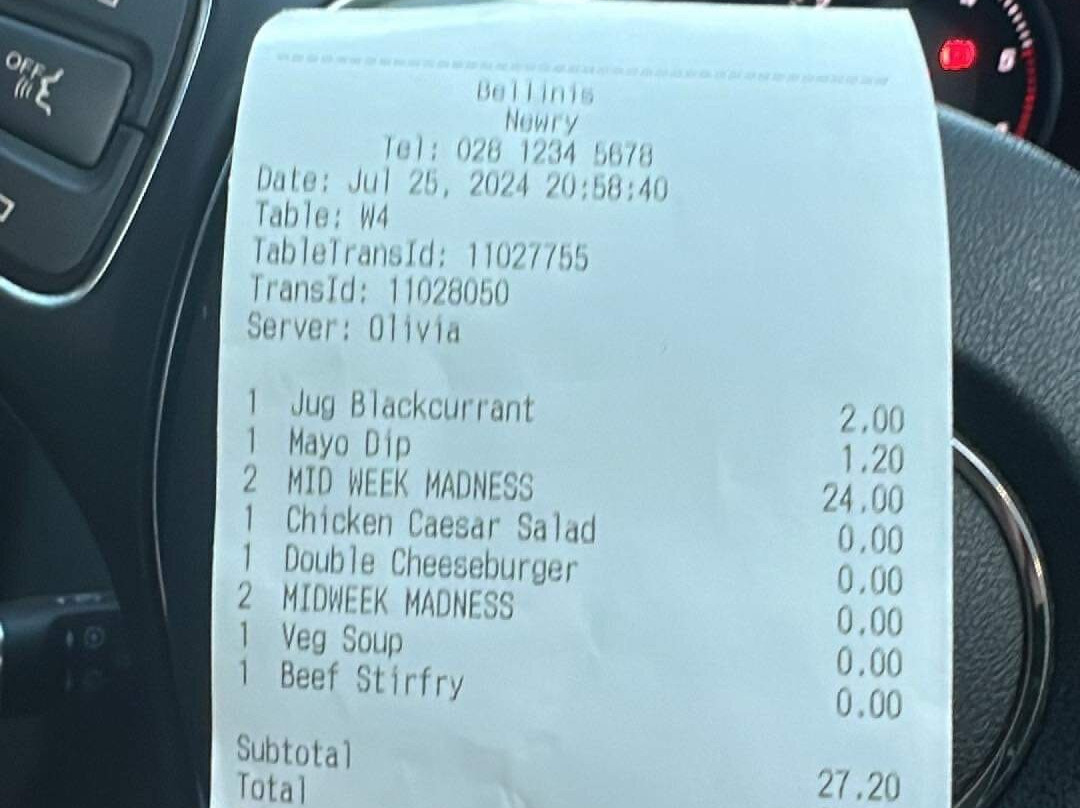 OFF
Bellinis
Newry
Tel: 028 1234 5678
Date: Jul 25, 2024 20:58:40
Table: W4
TableTransId: 11027755
TransId: 11028050
Server: Olivia
1 Jug Blackcurrant 2.00
1 Mayo Dip 1.20
2 MID WEEK MADNESS 24.00
1 Chicken Caesar Salad 0.00
1 Double Cheeseburger 0.00
2 MIDWEEK MADNESS 0.00
1 Veg Soup 0.00
1 Beef Stirfry 0.00
Subtotal 27.20
Total